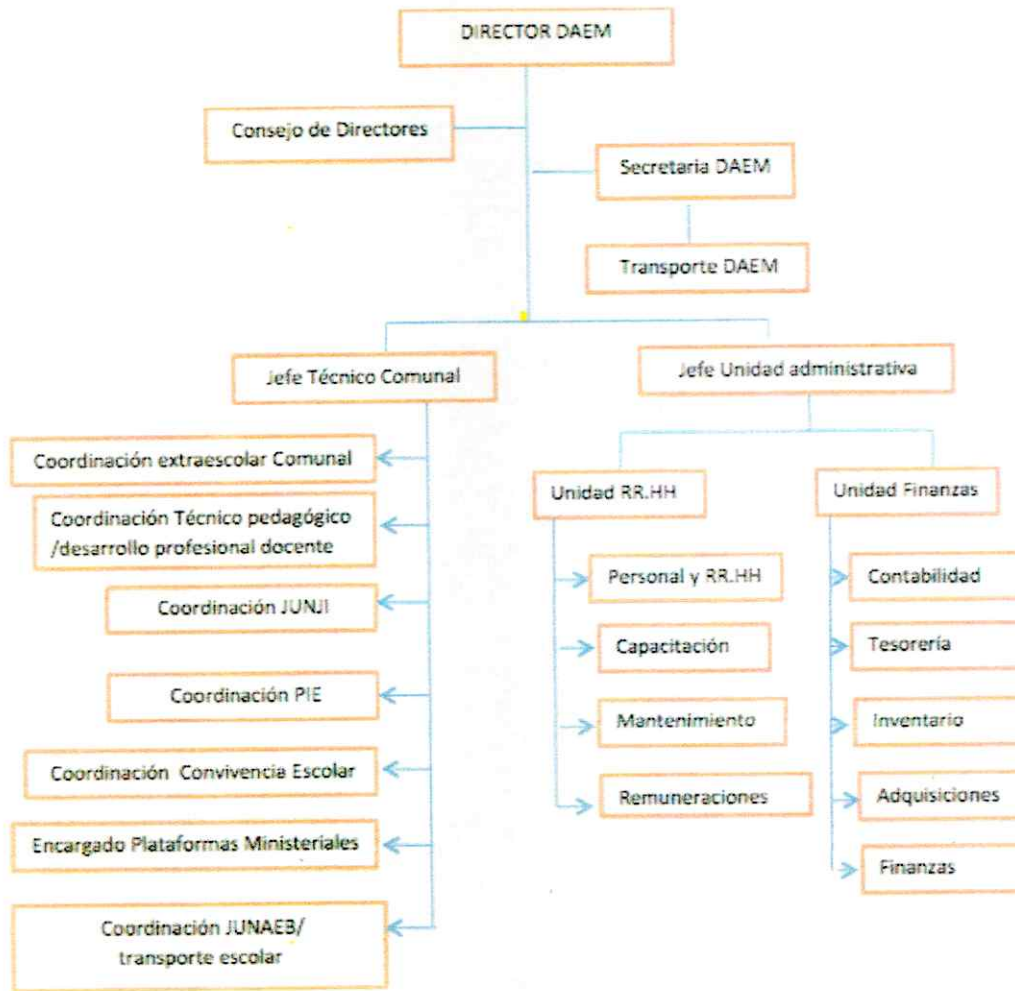 DIRECTOR DAEM
Consejo de Directores
Secretaria DAEM
Transporte DAEM
Jefe Técnico Comunal
Jefe Unidad administrativa
Coordinación extraescolar Comunal
Coordinación Técnico pedagógico
/desarrollo profesional docente
Coordinación JUNJI
Coordinación PIE
Coordinación Convivencia Escolar
Encargado Plataformas Ministeriales
Coordinación JUNAEB/
transporte escolar
Unidad RR.HH
Personal y RR.HH
Capacitación
Mantenimiento
Remuneraciones
Unidad Finanzas
Contabilidad
Tesorería
Inventario
Adquisiciones
Finanzas